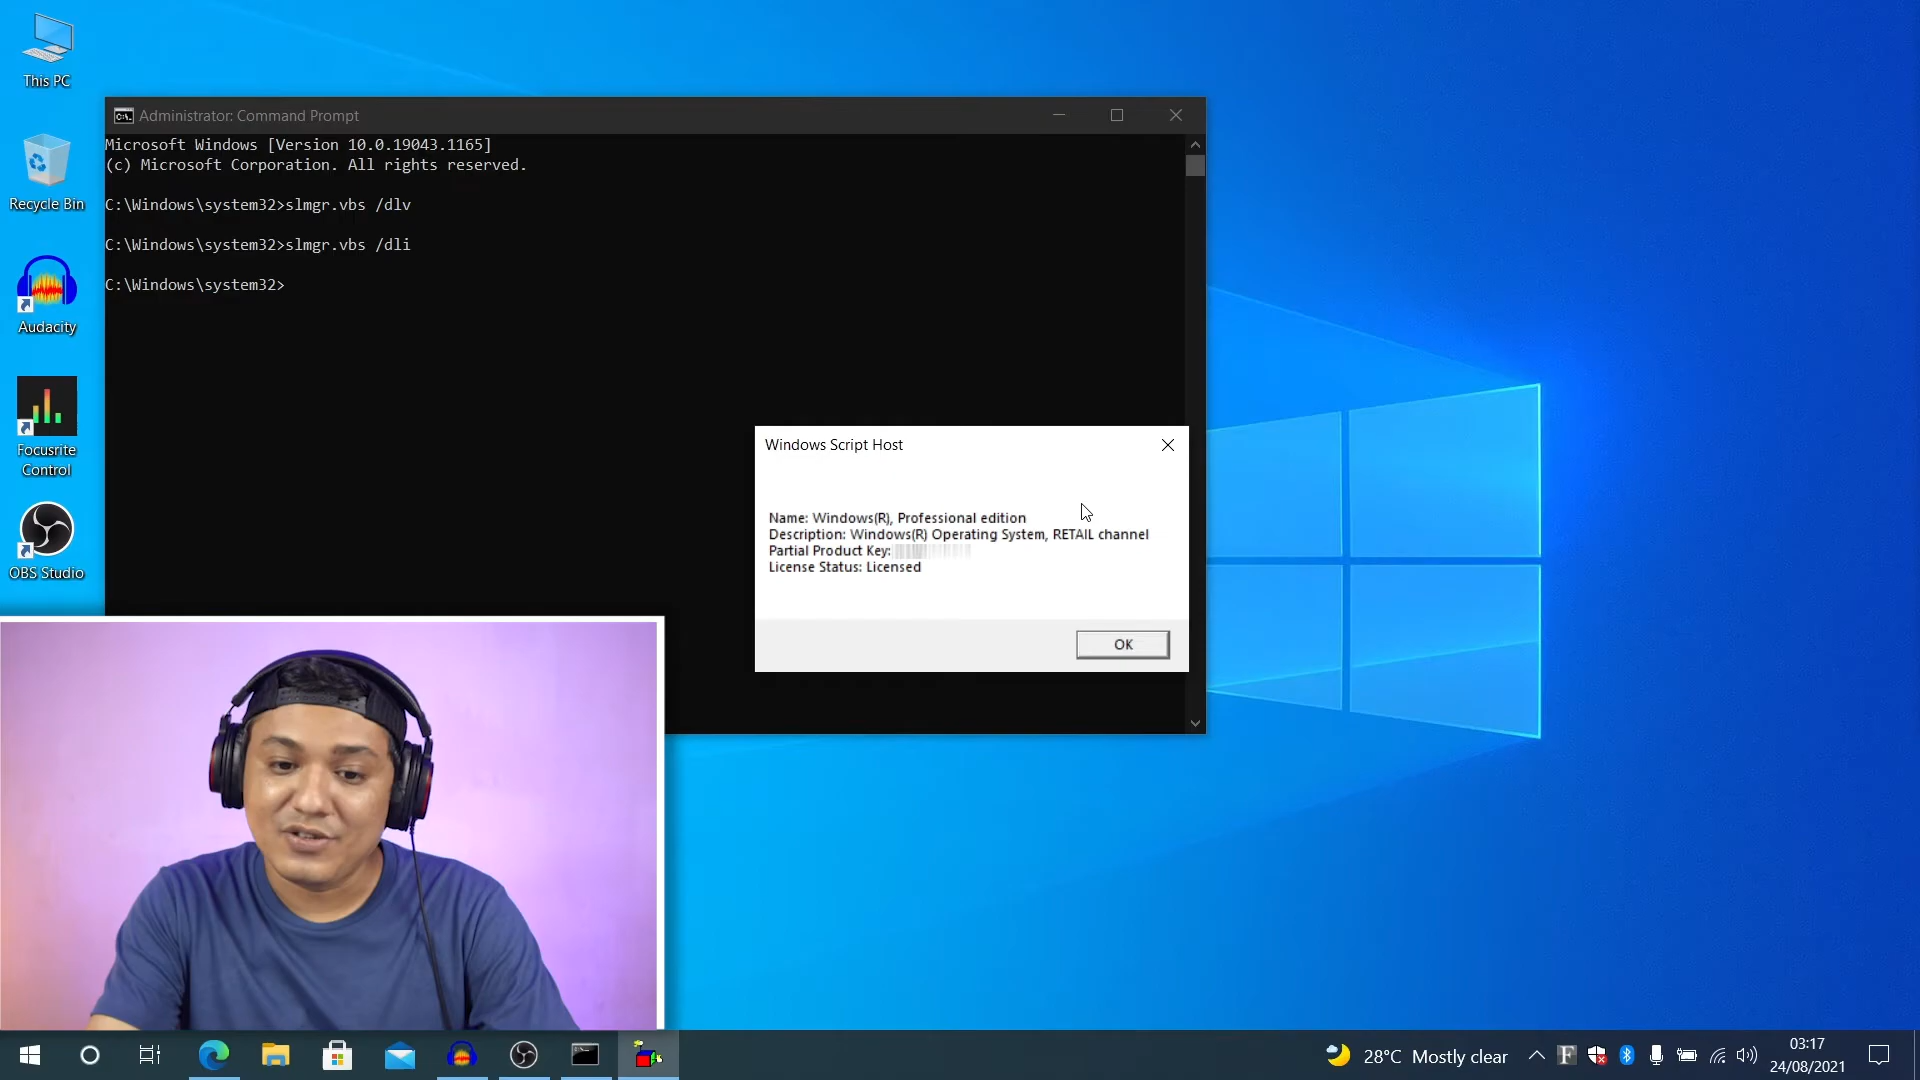 This PC
Recycle Bin
Audacity
Focusrite
Control
OBS Studio
Administrator: Command Prompt
Microsoft Windows [Version 10.0.19043.1165]
(c) Microsoft Corporation. All rights reserved.
C:\Windows\system32>slmgr.vbs /dlv
C:\Windows\system32>slmgr.vbs /dli
C:\Windows\system32>
Windows Script Host
Name: Windows(R), Professional edition
Description: Windows(R) Operating System, RETAIL channel
Partial Product Key:
License Status: Licensed
OK
28°C Mostly clear
03:17
24/08/2021